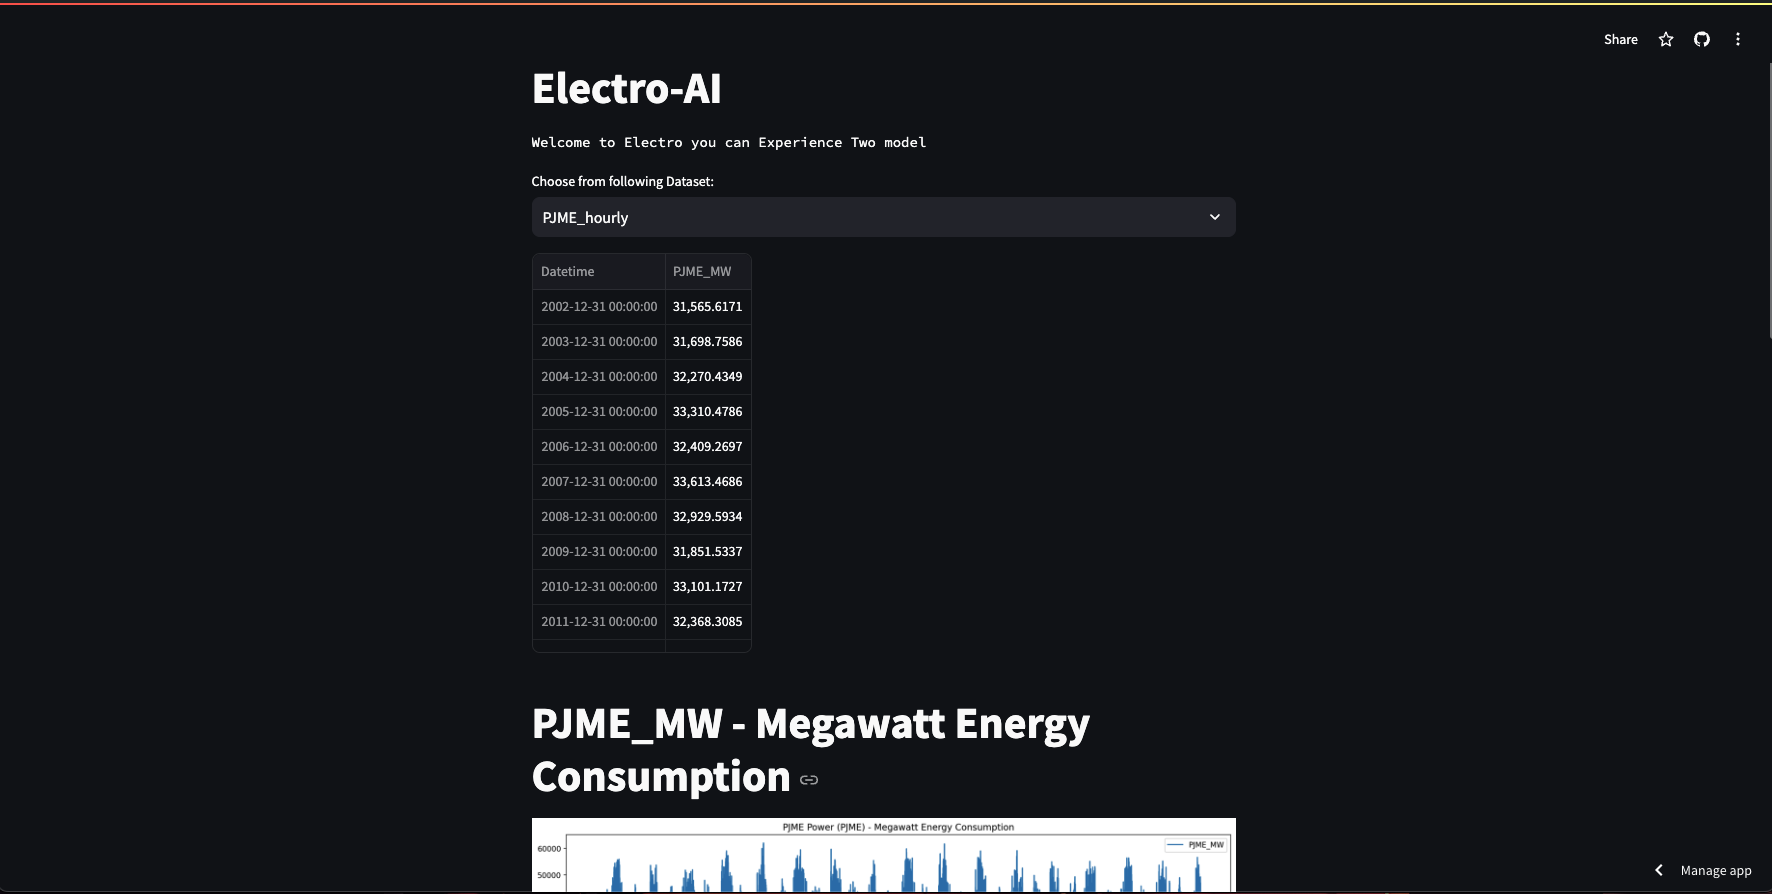 Share
Electro-AI
Welcome to Electro you can Experience Two model
Choose from following Dataset:
PJME_hourly
Datetime PJME_MW
2002-12-31 00:00:00 31,565.6171
2003-12-31 00:00:00 31,698.7586
2004-12-31 00:00:00 32,270.4349
2005-12-31 00:00:00 33,310.4786
2006-12-31 00:00:00 32,409.2697
2007-12-31 00:00:00 33,613.4686
2008-12-31 00:00:00 32,929.5934
2009-12-31 00:00:00 31,851.5337
2010-12-31 00:00:00 33,101.1727
2011-12-31 00:00:00 32,368.3085
PJME_MW - Megawatt Energy
Consumption
PJME Power (PJME) - Megawatt Energy Consumption
60000
PJME_MW
50000
Manage app